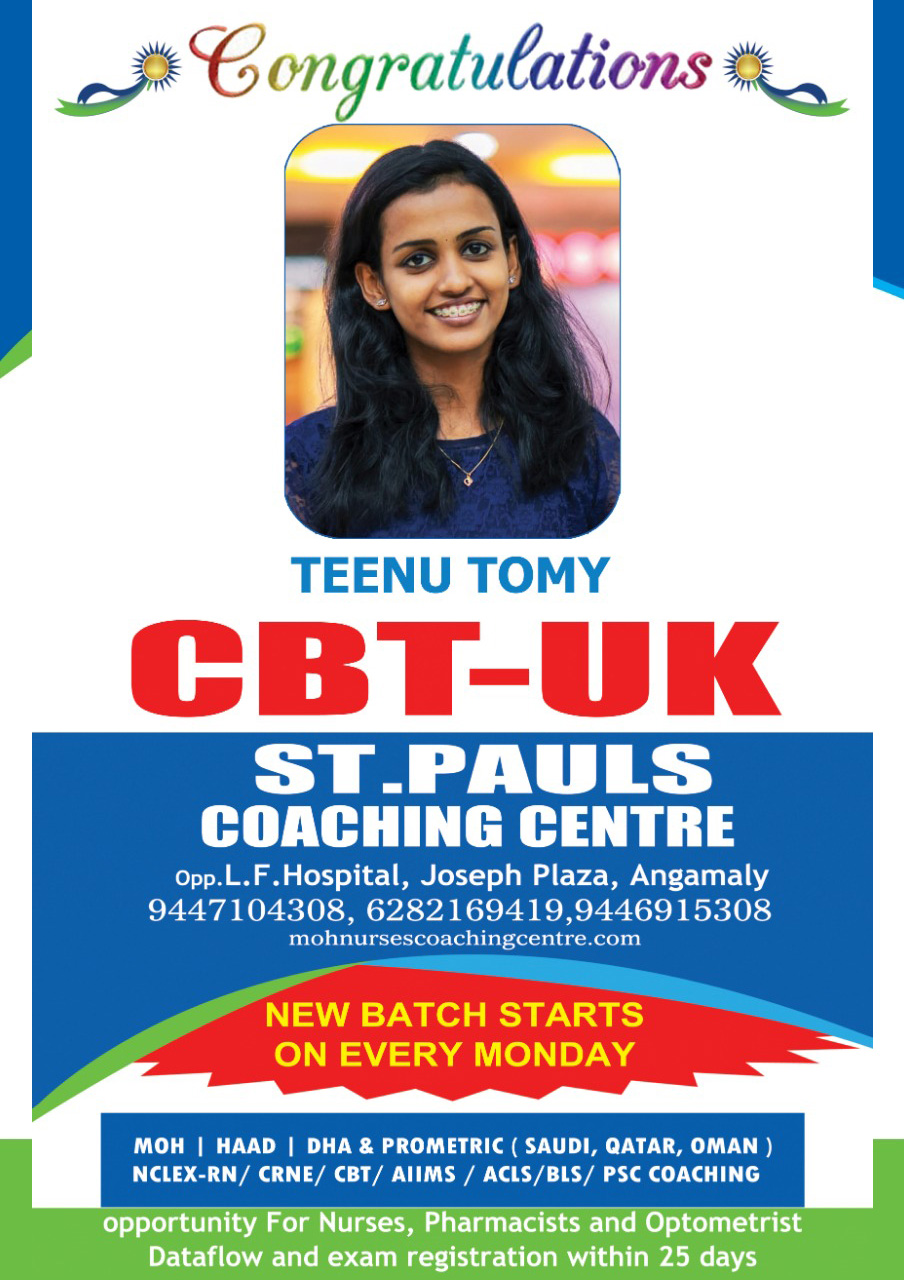 Congratulations
TEENU TOMY
CBT-UK
ST.PAULS
COACHING CENTRE
Opp.L.F.Hospital, Joseph Plaza, Angamaly
9447104308, 6282169419,9446915308
mohnursescoachingcentre.com
NEW BATCH STARTS
ON EVERY MONDAY
MOH | HAAD | DHA & PROMETRIC ( SAUDI, QATAR, OMAN )
NCLEX-RN/ CRNE/ CBT/ AIIMS / ACLS/BLS/ PSC COACHING
opportunity For Nurses, Pharmacists and Optometrist
Dataflow and exam registration within 25 days